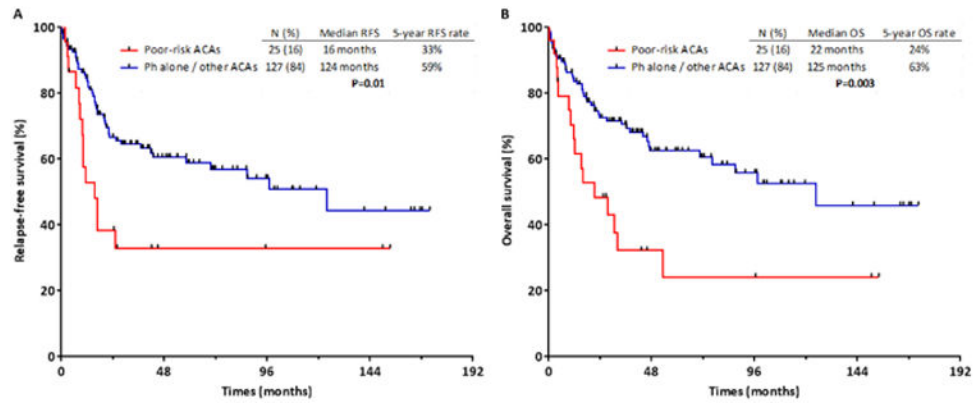 A
N (%) Median RFS 5-year RFS rate
Poor-risk ACAs 25 (16) 16 months 33%
Ph alone / other ACAs 127 (84) 124 months 59%
P=0.01
Relapse-free survival (%)
100
80
60
40
20
0
0 48 96 144 192
Times (months)
B
N (%) Median OS 5-year OS rate
Poor-risk ACAs 25 (16) 22 months 24%
Ph alone / other ACAs 127 (84) 125 months 63%
P=0.003
Overall survival (%)
100
80
60
40
20
0
0 48 96 144 192
Times (months)